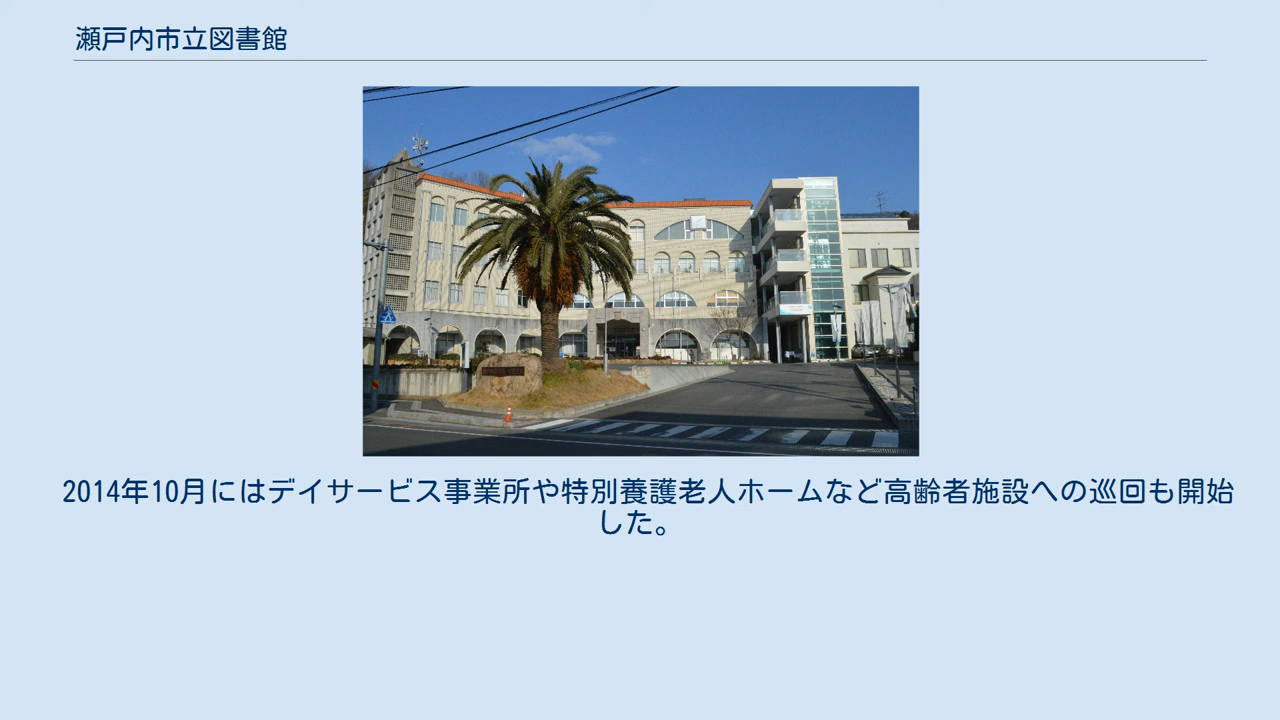 瀬戸内市立図書館
2014年10月にはデイサービス事業所や特別養護老人ホームなど高齢者施設への巡回も開始
した。